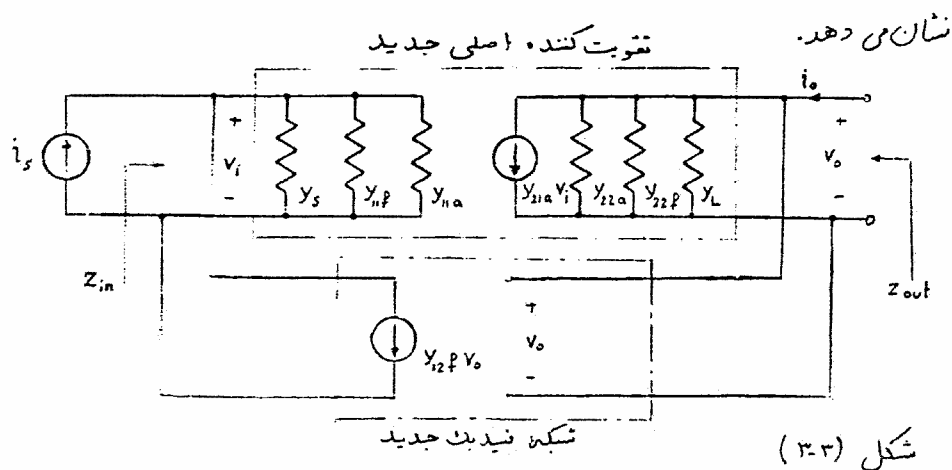 نشان می دهد.
تقویت کننده اصلی جدید
i_o
i_s
+
v_i
-
y_s
y_11f
y_11a
y_21a v_i
y_22a
y_22f
y_L
+
v_o
-
Z_in
Z_out
y_12f v_o
+
v_o
-
شبکه فیدبک جدید
شکل (۳-۳)